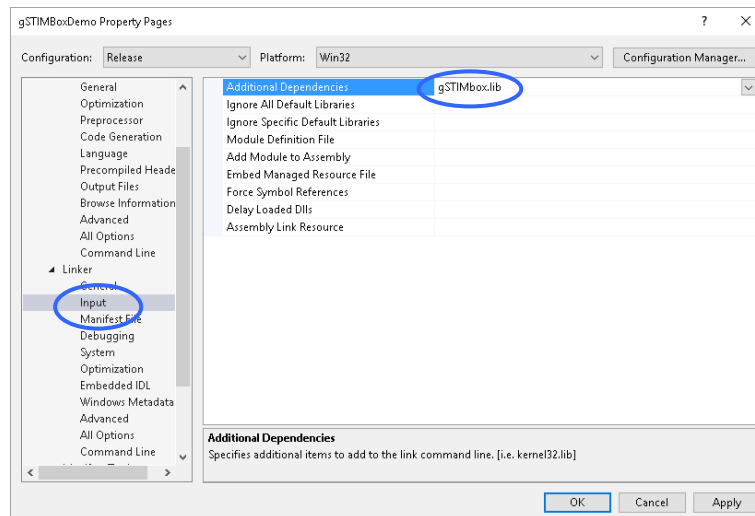 gSTIMBoxDemo Property Pages
? X
Configuration: Release Platform: Win32 Configuration Manager...
General
Optimization
Preprocessor
Code Generation
Language
Precompiled Heade
Output Files
Browse Information
Advanced
All Options
Command Line
Linker
General
Input
Manifest File
Debugging
System
Optimization
Embedded IDL
Windows Metadata
Advanced
All Options
Command Line
Additional Dependencies gSTIMbox.lib
Ignore All Default Libraries
Ignore Specific Default Libraries
Module Definition File
Add Module to Assembly
Embed Managed Resource File
Force Symbol References
Delay Loaded Dlls
Assembly Link Resource
Additional Dependencies
Specifies additional items to add to the link command line. [i.e. kernel32.lib]
OK Cancel Apply